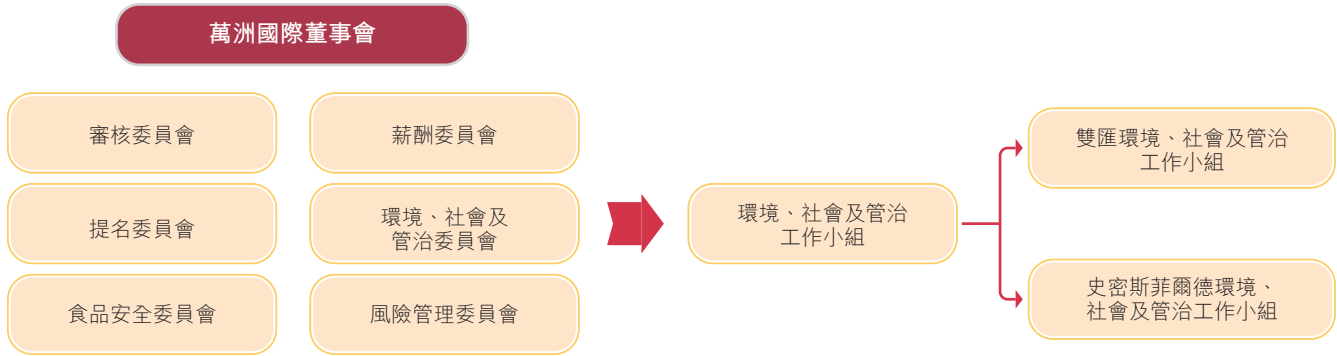 萬洲國際董事會
審核委員會
薪酬委員會
提名委員會
環境、社會及
管治委員會
食品安全委員會
風險管理委員會
環境、社會及管治
工作小組
雙匯環境、社會及管治
工作小組
史密斯菲爾德環境、
社會及管治工作小組